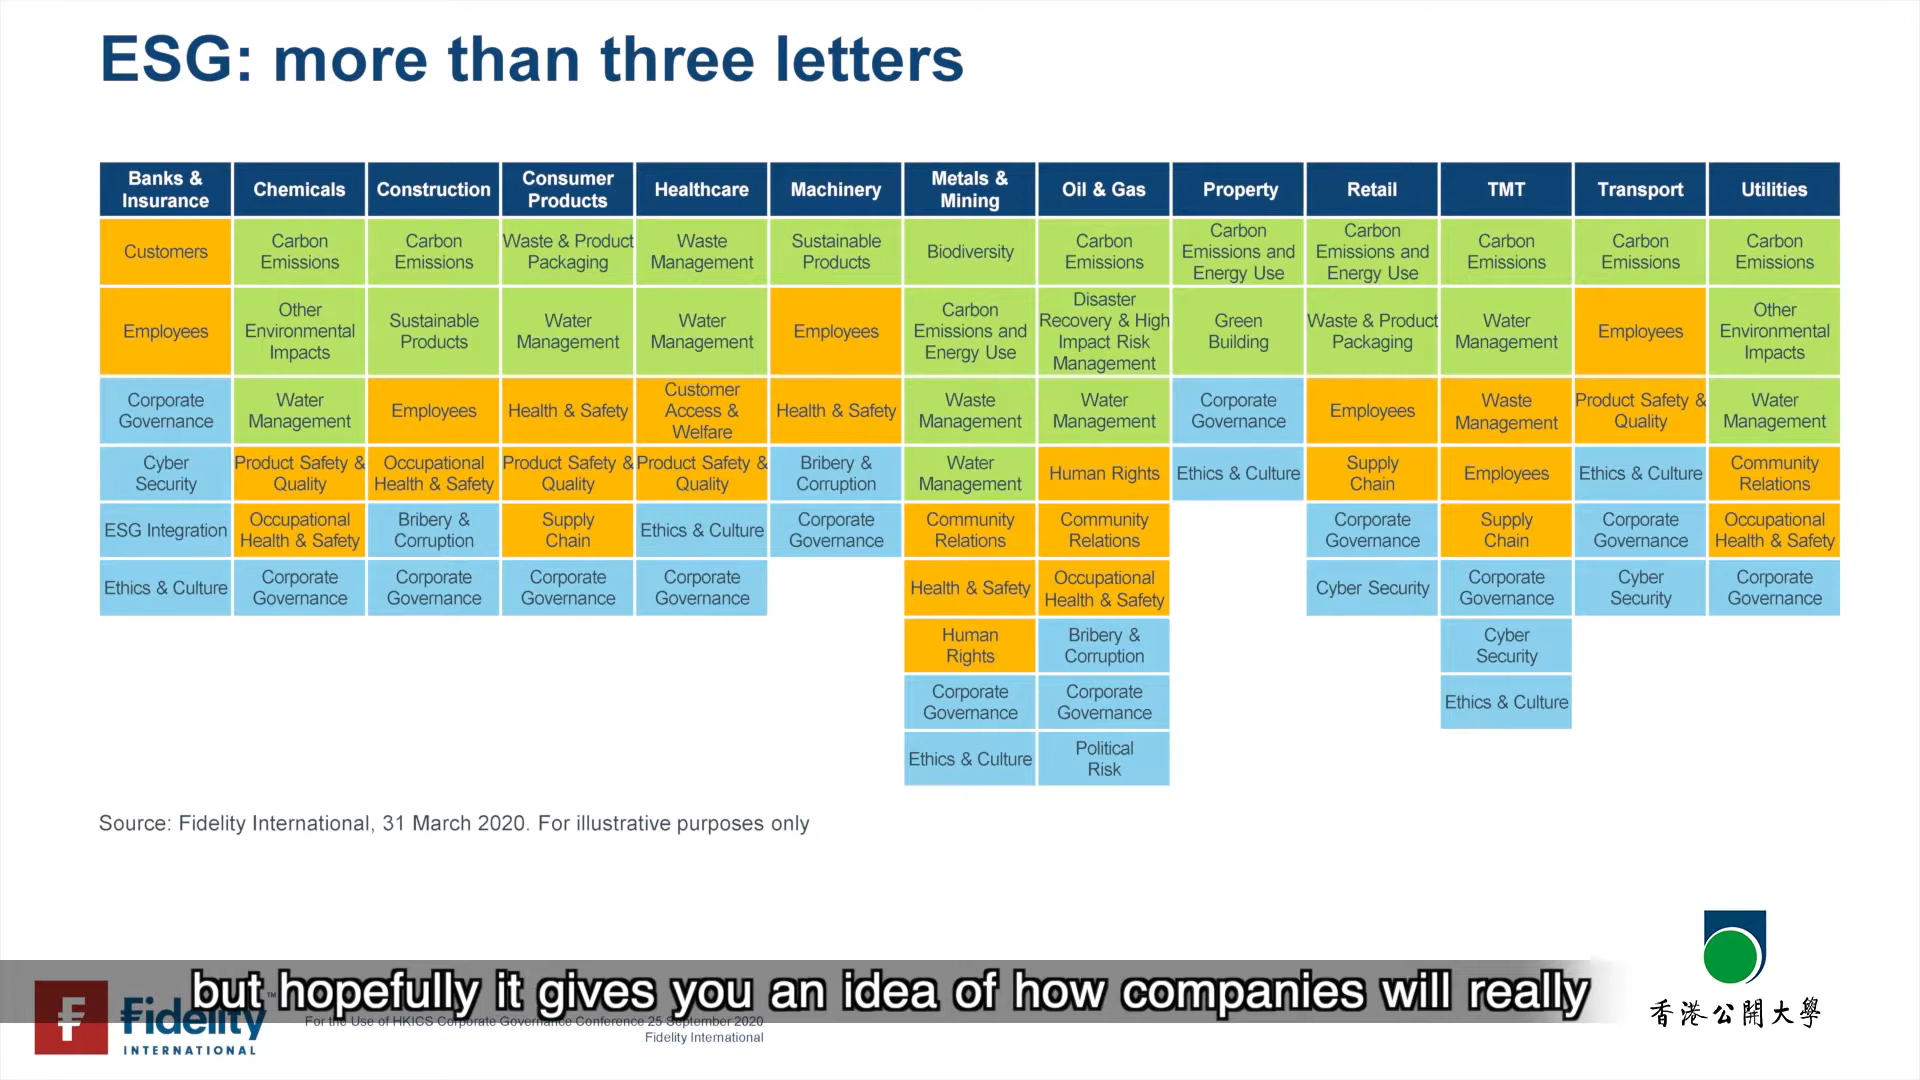 ESG: more than three letters
Banks &
Insurance
Chemicals
Construction
Consumer
Products
Healthcare
Machinery
Metals &
Mining
Oil & Gas
Property
Retail
TMT
Transport
Utilities
Customers
Carbon
Emissions
Carbon
Emissions
Waste & Product
Packaging
Waste
Management
Sustainable
Products
Biodiversity
Carbon
Emissions
Carbon
Emissions and
Energy Use
Carbon
Emissions and
Energy Use
Carbon
Emissions
Carbon
Emissions
Carbon
Emissions
Employees
Other
Environmental
Impacts
Sustainable
Products
Water
Management
Water
Management
Employees
Carbon
Emissions and
Energy Use
Disaster
Recovery & High
Impact Risk
Management
Green
Building
Waste & Product
Packaging
Water
Management
Employees
Other
Environmental
Impacts
Corporate
Governance
Water
Management
Employees
Health & Safety
Customer
Access &
Welfare
Health & Safety
Waste
Management
Water
Management
Corporate
Governance
Employees
Waste
Management
Product Safety &
Quality
Water
Management
Cyber
Security
Product Safety &
Quality
Occupational
Health & Safety
Product Safety &
Quality
Product Safety &
Quality
Bribery &
Corruption
Water
Management
Human Rights
Ethics & Culture
Supply
Chain
Employees
Ethics & Culture
Community
Relations
ESG Integration
Occupational
Health & Safety
Bribery &
Corruption
Supply
Chain
Ethics & Culture
Corporate
Governance
Community
Relations
Community
Relations
Corporate
Governance
Supply
Chain
Corporate
Governance
Occupational
Health & Safety
Ethics & Culture
Corporate
Governance
Corporate
Governance
Corporate
Governance
Corporate
Governance
Health & Safety
Occupational
Health & Safety
Cyber Security
Corporate
Governance
Cyber
Security
Corporate
Governance
Human
Rights
Bribery &
Corruption
Cyber
Security
Corporate
Governance
Corporate
Governance
Ethics & Culture
Ethics & Culture
Political
Risk
Source: Fidelity International, 31 March 2020. For illustrative purposes only
but hopefully it gives you an idea of how companies will really
Fidelity™
INTERNATIONAL
For the Use of HKICS Corporate Governance Conference 25 September 2020
Fidelity International
香港公開大學